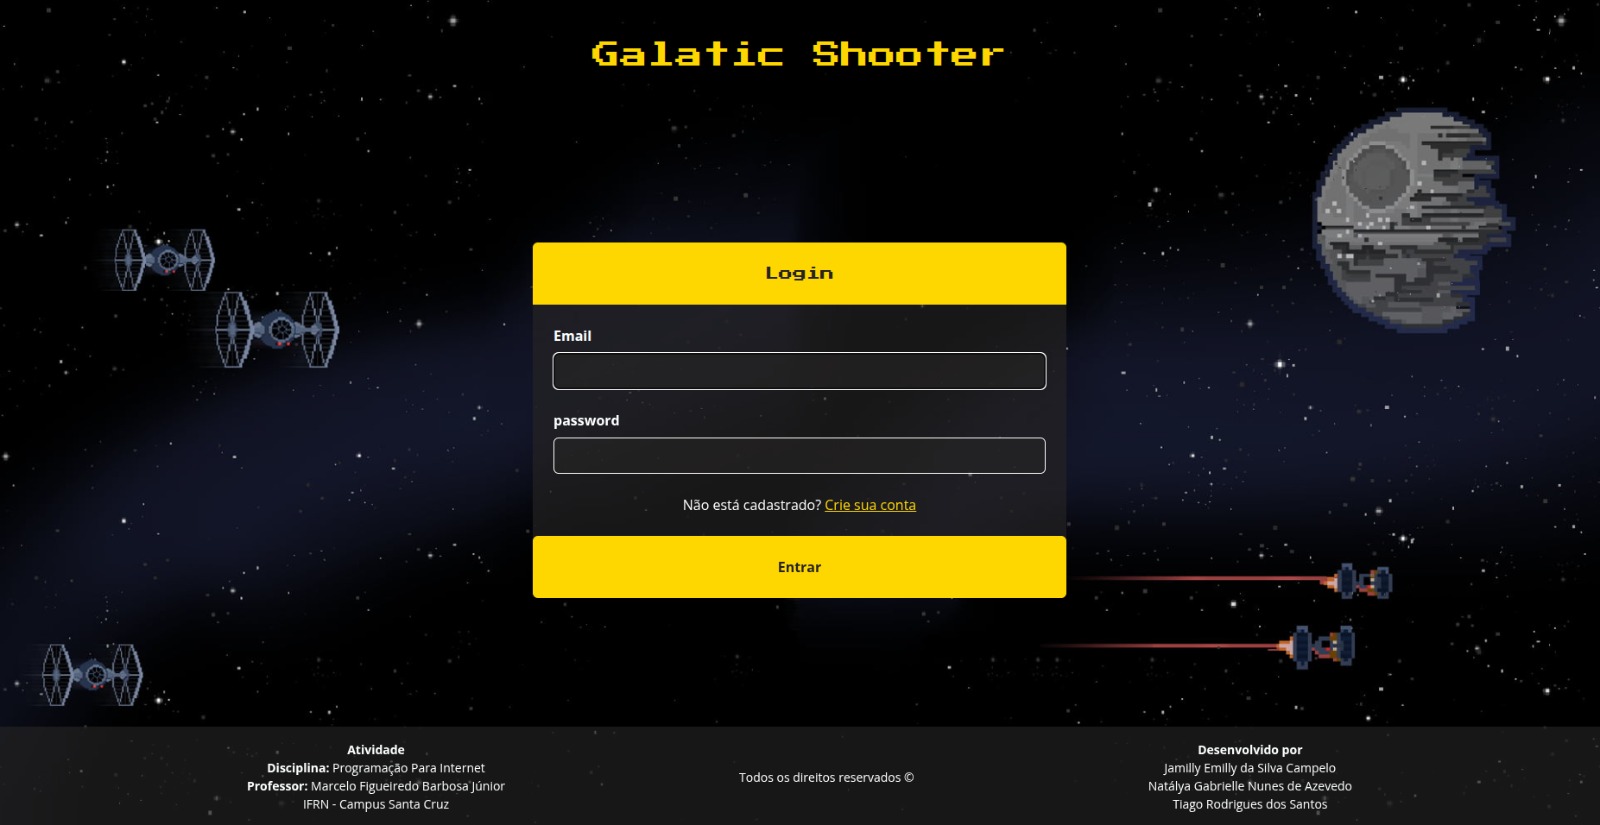 Galatic Shooter
Login
Email
password
Não está cadastrado? Crie sua conta
Entrar
Atividade
Disciplina: Programação Para Internet
Professor: Marcelo Figueiredo Barbosa Júnior
IFRN - Campus Santa Cruz
Todos os direitos reservados ©
Desenvolvido por
Jamilly Emilly da Silva Campelo
Natálya Gabrielle Nunes de Azevedo
Tiago Rodrigues dos Santos